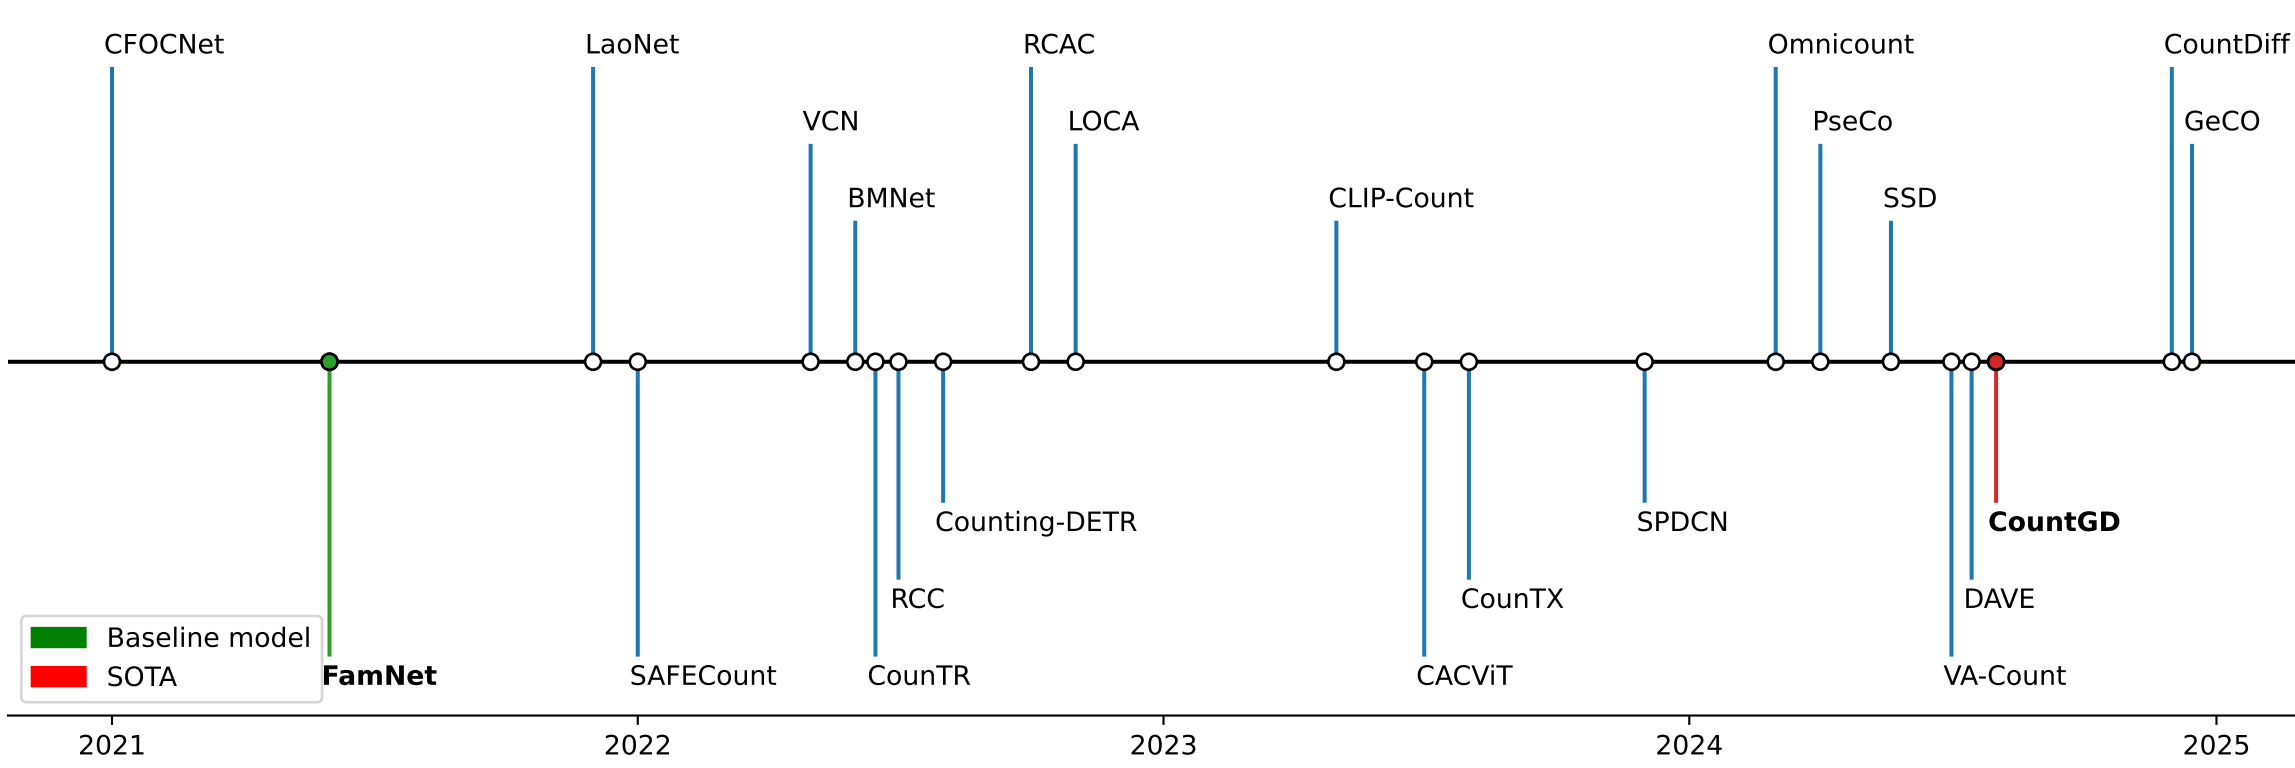 CFOCNet
LaoNet
RCAC
Omnicount
CountDiff
VCN
LOCA
PseCo
GeCO
BMNet
CLIP-Count
SSD
Counting-DETR
SPDCN
CountGD
RCC
CounTX
DAVE
Baseline model
SOTA
FamNet
SAFECount
CounTR
CACViT
VA-Count
2021
2022
2023
2024
2025